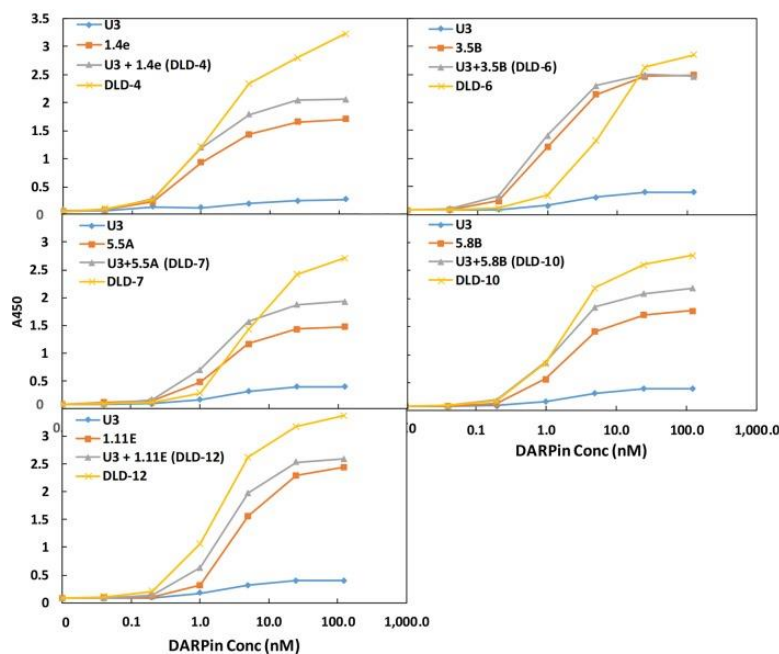 U3
1.4e
U3 + 1.4e (DLD-4)
DLD-4
3.5
3
2.5
2
1.5
1
0.5
0
U3
3.5B
U3+3.5B (DLD-6)
DLD-6
U3
5.5A
U3+5.5A (DLD-7)
DLD-7
3
2.5
2
1.5
1
0.5
0
0
A450
U3
5.8B
U3+5.8B (DLD-10)
DLD-10
0 0.1 1.0 10.0 100.0 1,000.0
DARPin Conc (nM)
U3
1.11E
U3 + 1.11E (DLD-12)
DLD-12
3
2.5
2
1.5
1
0.5
0
0 0.1 1.0 10.0 100.0 1,000.0
DARPin Conc (nM)